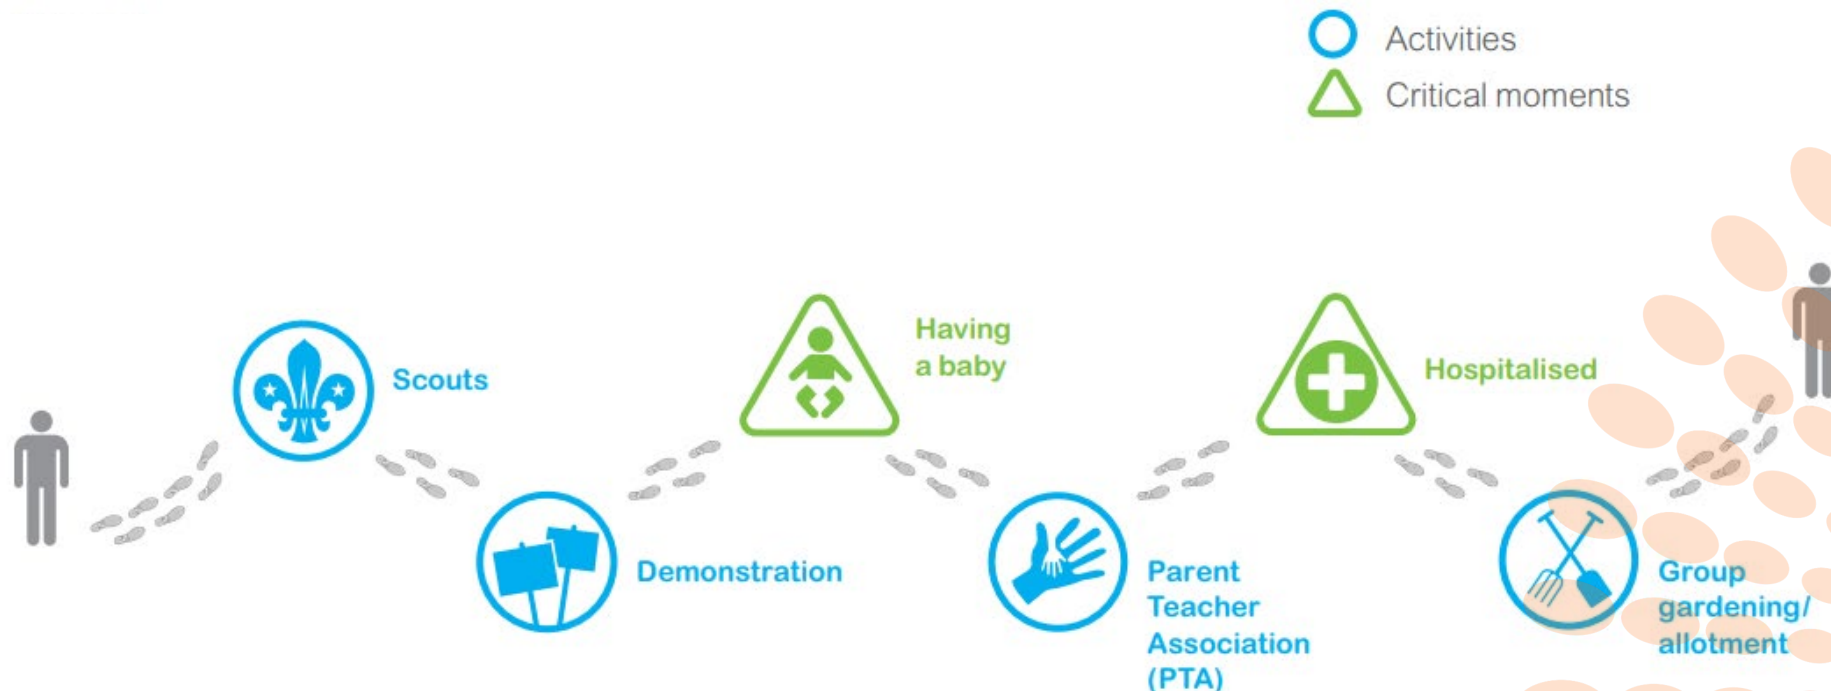 Activities
Critical moments
Scouts
Demonstration
Having
a baby
Parent
Teacher
Association
(PTA)
Hospitalised
Group
gardening/
allotment